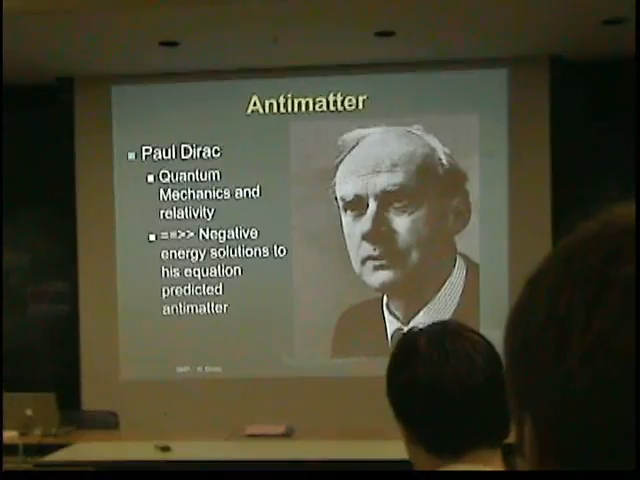 Antimatter
Paul Dirac
Quantum
Mechanics and
relativity
==>> Negative
energy solutions to
his equation
predicted
antimatter